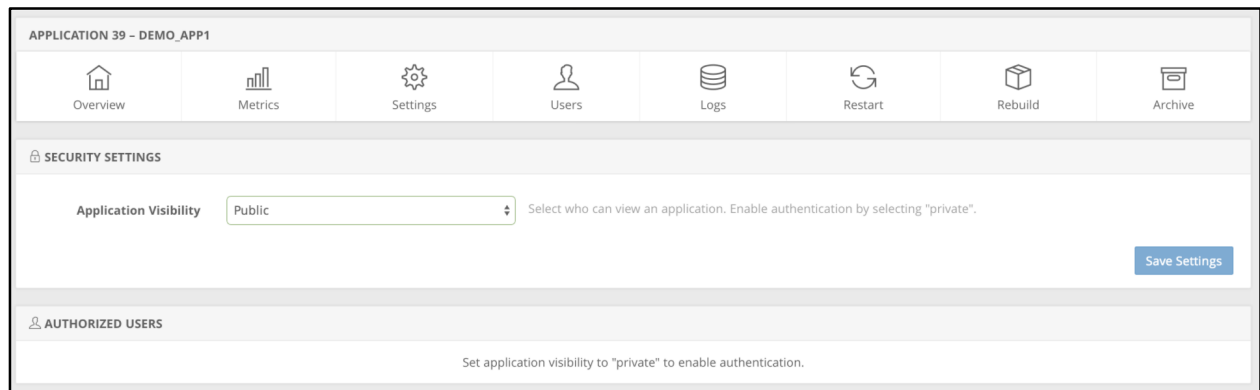 APPLICATION 39 – DEMO_APP1
Overview
Metrics
Settings
Users
Logs
Restart
Rebuild
Archive
SECURITY SETTINGS
Application Visibility
Public
Select who can view an application. Enable authentication by selecting "private".
Save Settings
AUTHORIZED USERS
Set application visibility to "private" to enable authentication.